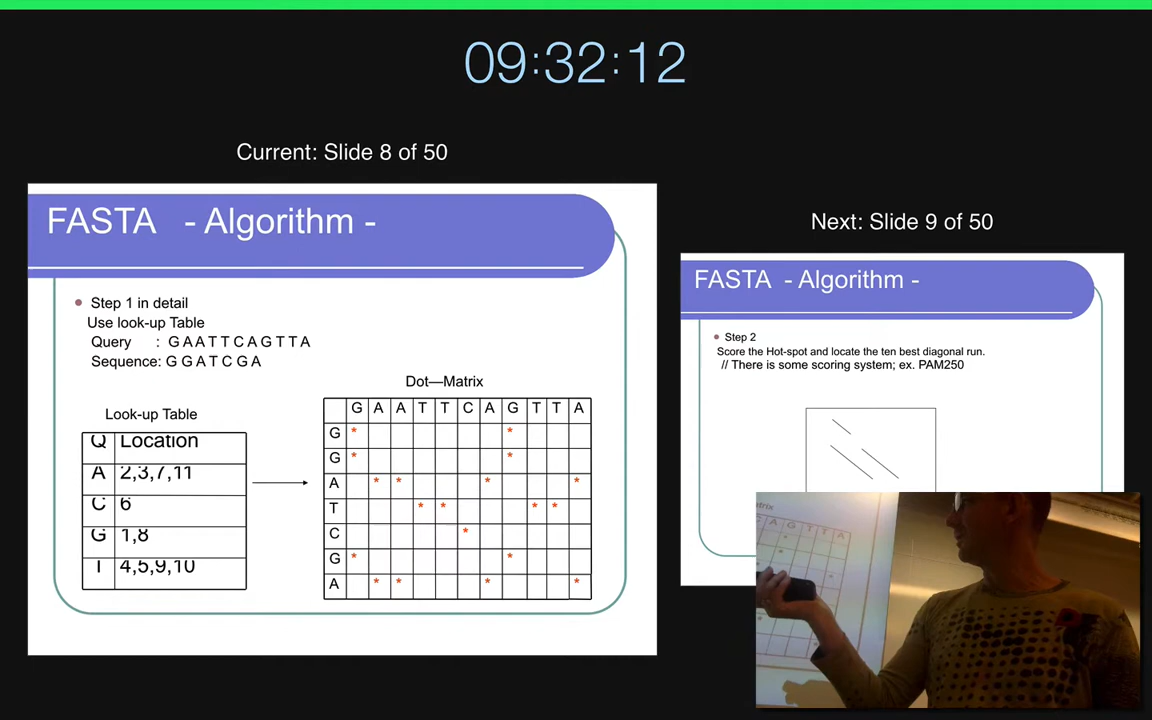 09:32:12
Current: Slide 8 of 50
FASTA - Algorithm -
Step 1 in detail
Use look-up Table
Query : G A A T T C A G T T A
Sequence: G G A T C G A
Look-up Table
Q Location
A 2,3,7,11
C 6
G 1,8
T 4,5,9,10
Dot—Matrix
G A A T T C A G T T A
G * *
G * *
A * * * *
T * * * *
C *
G * *
A * * * *
Next: Slide 9 of 50
FASTA - Algorithm -
Step 2
Score the Hot-spot and locate the ten best diagonal run.
// There is some scoring system; ex. PAM250
A G T T A